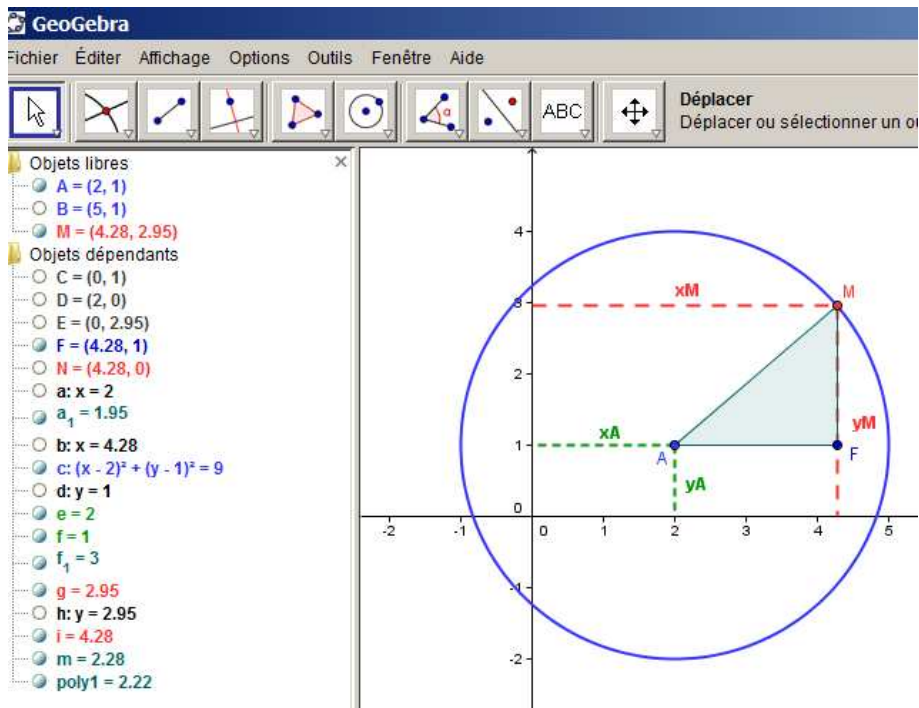 GeoGebra
Fichier Éditer Affichage Options Outils Fenêtre Aide
ABC
Déplacer
Déplacer ou sélectionner un ou
Objets libres
A = (2, 1)
B = (5, 1)
M = (4.28, 2.95)
Objets dépendants
C = (0, 1)
D = (2, 0)
E = (0, 2.95)
F = (4.28, 1)
N = (4.28, 0)
a: x = 2
a₁ = 1.95
b: x = 4.28
c: (x - 2)² + (y - 1)² = 9
d: y = 1
e = 2
f = 1
f₁ = 3
g = 2.95
h: y = 2.95
i = 4.28
m = 2.28
poly1 = 2.22
α
4
3
2
1
0
-1
-2
-2 -1 0 1 2 3 4 5
xM
M
xA
A
yA
yM
F